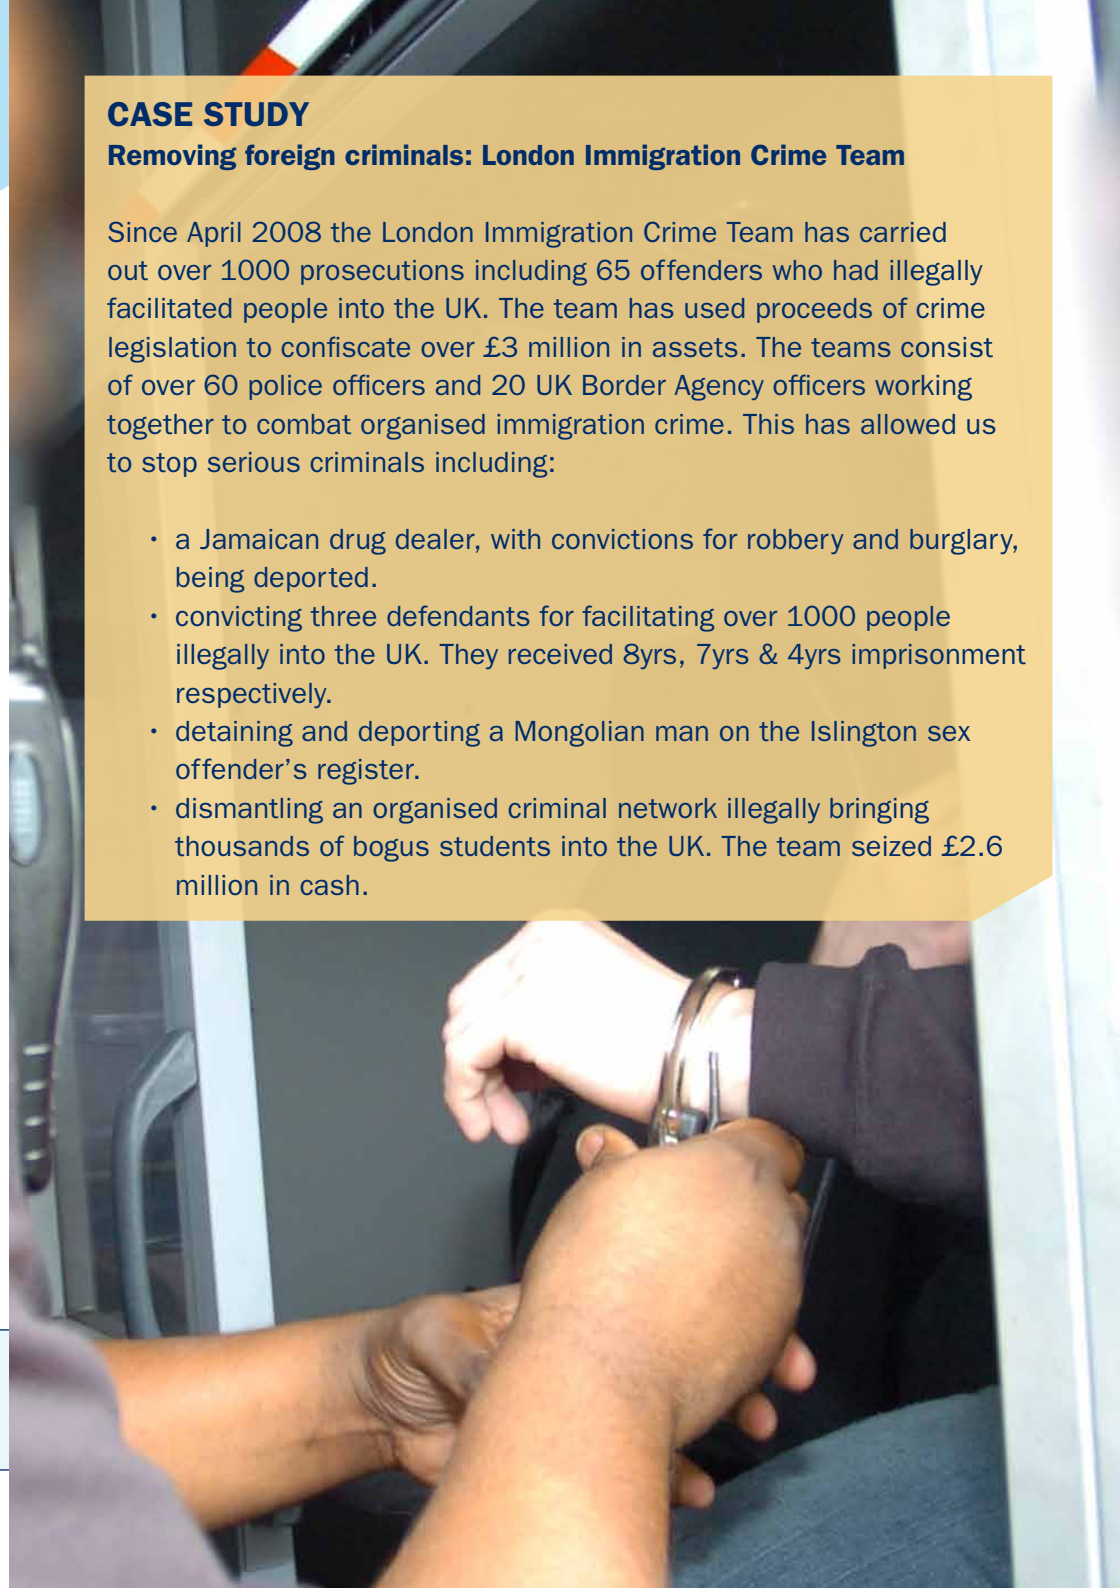 CASE STUDY
Removing foreign criminals: London Immigration Crime Team
Since April 2008 the London Immigration Crime Team has carried
out over 1000 prosecutions including 65 offenders who had illegally
facilitated people into the UK. The team has used proceeds of crime
legislation to confiscate over £3 million in assets. The teams consist
of over 60 police officers and 20 UK Border Agency officers working
together to combat organised immigration crime. This has allowed us
to stop serious criminals including:
• a Jamaican drug dealer, with convictions for robbery and burglary,
being deported.
• convicting three defendants for facilitating over 1000 people
illegally into the UK. They received 8yrs, 7yrs & 4yrs imprisonment
respectively.
• detaining and deporting a Mongolian man on the Islington sex
offender's register.
• dismantling an organised criminal network illegally bringing
thousands of bogus students into the UK. The team seized £2.6
million in cash.